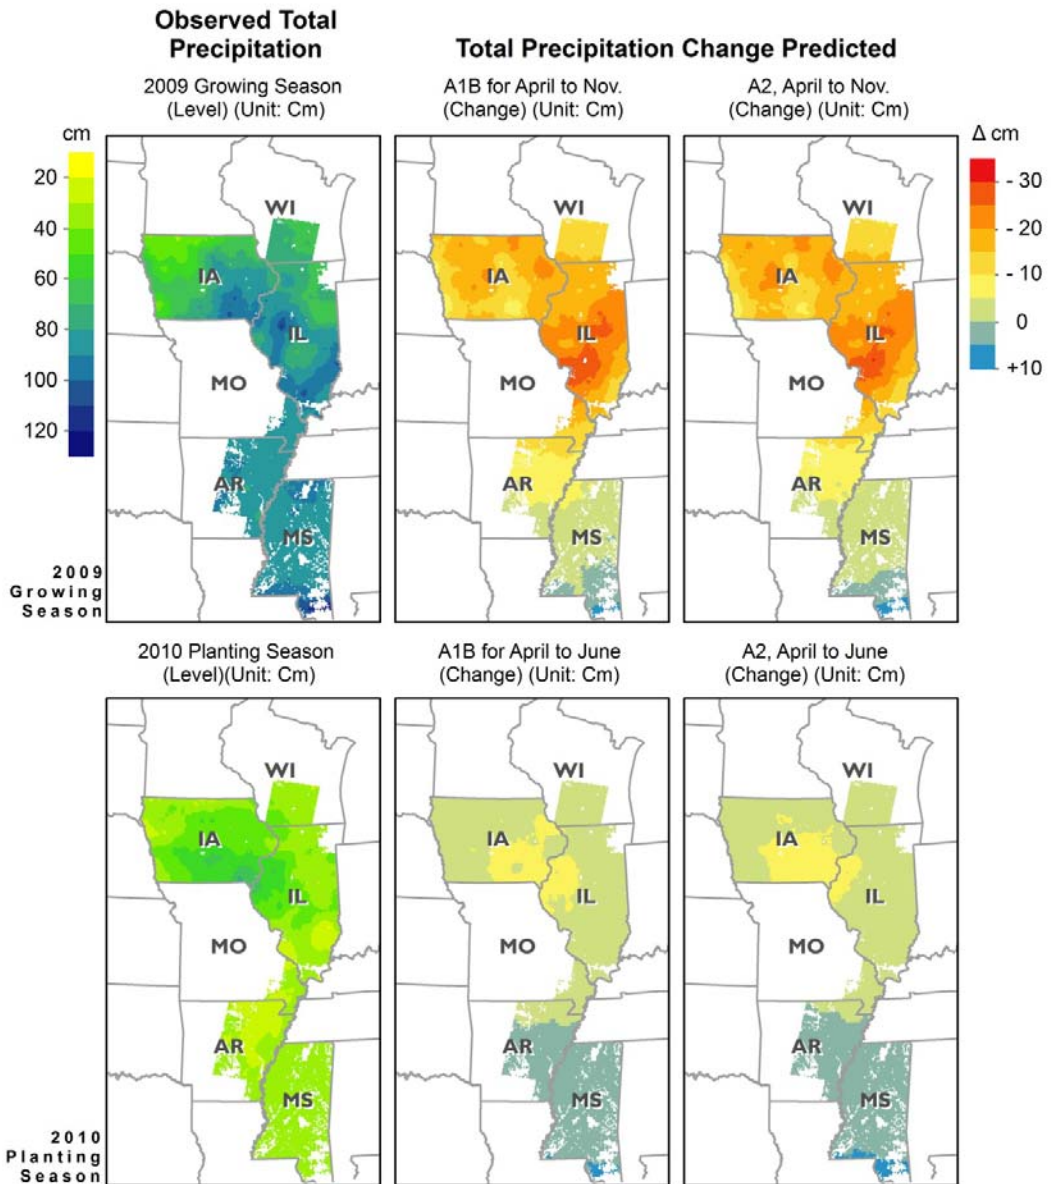 Observed Total
Precipitation
Total Precipitation Change Predicted
2009 Growing Season
(Level) (Unit: Cm)
A1B for April to Nov.
(Change) (Unit: Cm)
A2, April to Nov.
(Change) (Unit: Cm)
cm
20
40
60
80
100
120
Δ cm
- 30
- 20
- 10
0
+10
WI
IA
IL
MO
AR
MS
WI
IA
IL
MO
AR
MS
WI
IA
IL
MO
AR
MS
2009
Growing
Season
2010 Planting Season
(Level)(Unit: Cm)
A1B for April to June
(Change) (Unit: Cm)
A2, April to June
(Change) (Unit: Cm)
WI
IA
IL
MO
AR
MS
WI
IA
IL
MO
AR
MS
WI
IA
IL
MO
AR
MS
2010
Planting
Season